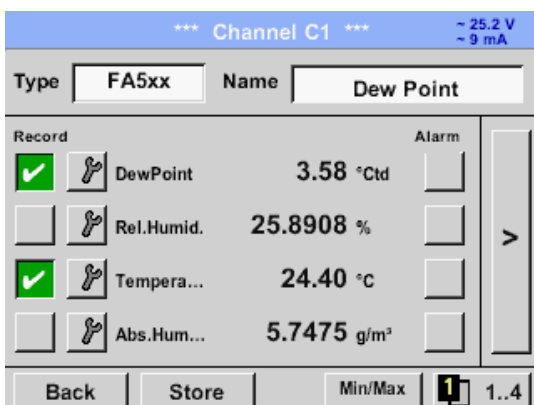 *** Channel C1 ***
~ 25.2 V
~ 9 mA
Type FA5xx Name Dew Point
Record Alarm
DewPoint 3.58 °Ctd
Rel.Humid. 25.8908 %
>
Tempera... 24.40 °C
Abs.Hum... 5.7475 g/m³
Back Store Min/Max 1 1..4